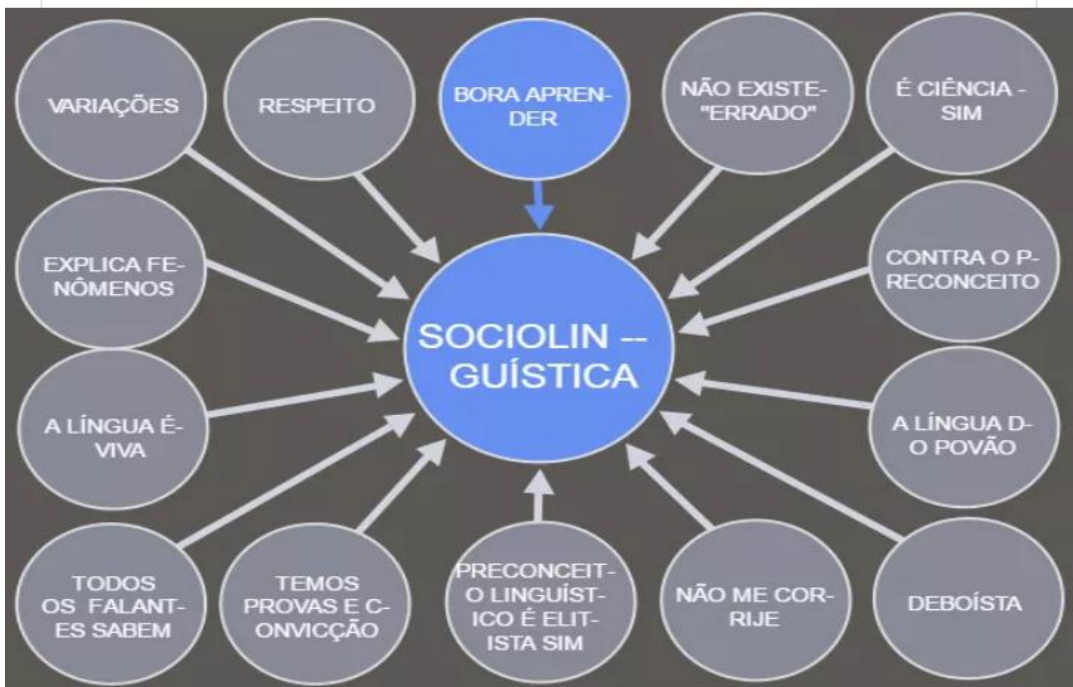 VARIAÇÕES
RESPEITO
BORA APREN-
DER
NÃO EXISTE-
"ERRADO"
É CIÊNCIA -
SIM
EXPLICA FE-
NÔMENOS
CONTRA O P-
RECONCEITO
SOCIOLIN --
GUÍSTICA
A LÍNGUA É-
VIVA
A LÍNGUA D-
O POVÃO
TODOS
OS FALANT-
ES SABEM
TEMOS
PROVAS E C-
ONVICÇÃO
PRECONCEIT-
O LINGUÍST-
ICO É ELIT-
ISTA SIM
NÃO ME COR-
RIJE
DEBOÍSTA